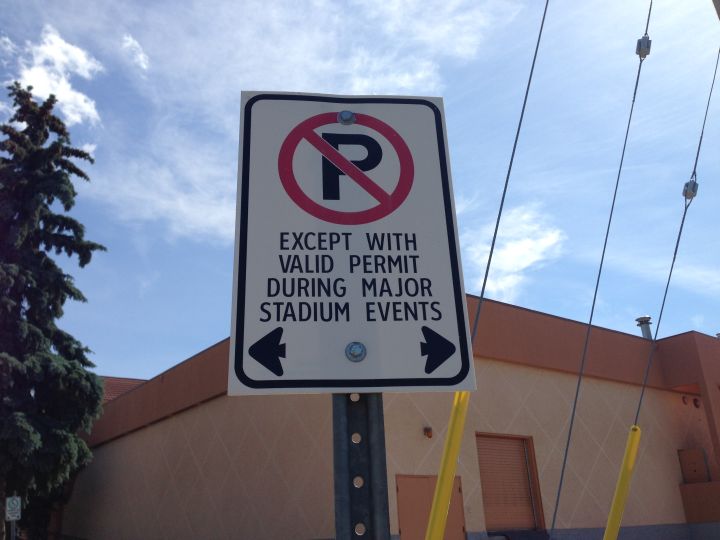 P
EXCEPT WITH
VALID PERMIT
DURING MAJOR
STADIUM EVENTS